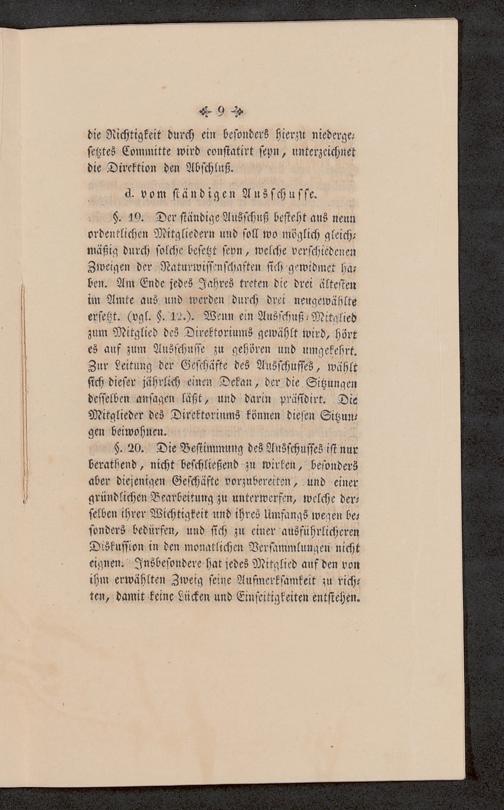 9
die Richtigkeit durch ein besonders hierzu niederge-
setztes Committe wird constatirt seyn, unterzeichnet
die Direktion den Abschluß.
d. vom ständigen Ausschusse.
§. 19. Der ständige Ausschuß besteht aus neun
ordentlichen Mitgliedern und soll wo möglich gleich-
mäßig durch solche besetzt seyn, welche verschiedenen
Zweigen der Naturwissenschaften sich gewidmet ha-
ben. Am Ende jedes Jahres treten die drei ältesten
im Amte aus und werden durch drei neugewählte
ersetzt. (vgl. §. 12.). Wenn ein Ausschuß-Mitglied
zum Mitglied des Direktoriums gewählt wird, hört
es auf zum Ausschusse zu gehören und umgekehrt.
Zur Leitung der Geschäfte des Ausschusses, wählt
sich dieser jährlich einen Dekan, der die Sitzungen
desselben ansagen läßt, und darin präsidirt. Die
Mitglieder des Direktoriums können diesen Sitzun-
gen beiwohnen.
§. 20. Die Bestimmung des Ausschusses ist nur
berathend, nicht beschließend zu wirken, besonders
aber diejenigen Geschäfte vorzubereiten, und einer
gründlichen Bearbeitung zu unterwerfen, welche der-
selben ihrer Wichtigkeit und ihres Umfangs wegen be-
sonders bedürfen, und sich zu einer ausführlicheren
Diskussion in den monatlichen Versammlungen nicht
eignen. Insbesondere hat jedes Mitglied auf den von
ihm erwählten Zweig seine Aufmerksamkeit zu rich-
ten, damit keine Lücken und Einseitigkeiten entstehen.